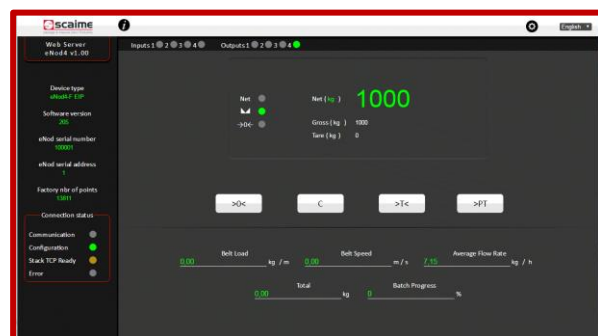 scaime
English
Web Server
eNod4 v1.00
Inputs 1 2 3 4 Outputs 1 2 3 4
Device type
eNod4-F EIP
Software version
205
eNod serial number
100001
eNod serial address
1
Factory nbr of points
13811
Connection status
Communication
Configuration
Stack TCP Ready
Error
Net
>0<
Net ( kg ) 1000
Gross ( kg ) 1000
Tare ( kg ) 0
>0< C >T< >PT
Belt Load Belt Speed Average Flow Rate
0,00 kg / m 0,00 m / s 7,15 kg / h
Total Batch Progress
0,00 kg 0 %